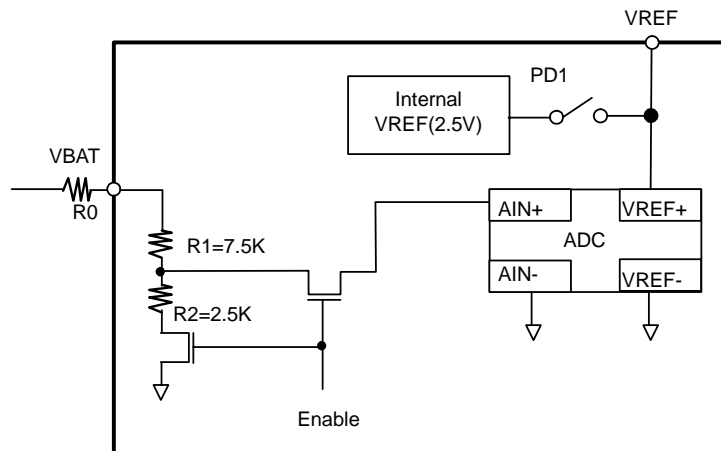 VREF
PD1
Internal
VREF(2.5V)
VBAT
R0
R1=7.5K
AIN+
VREF+
ADC
AIN-
VREF-
R2=2.5K
Enable